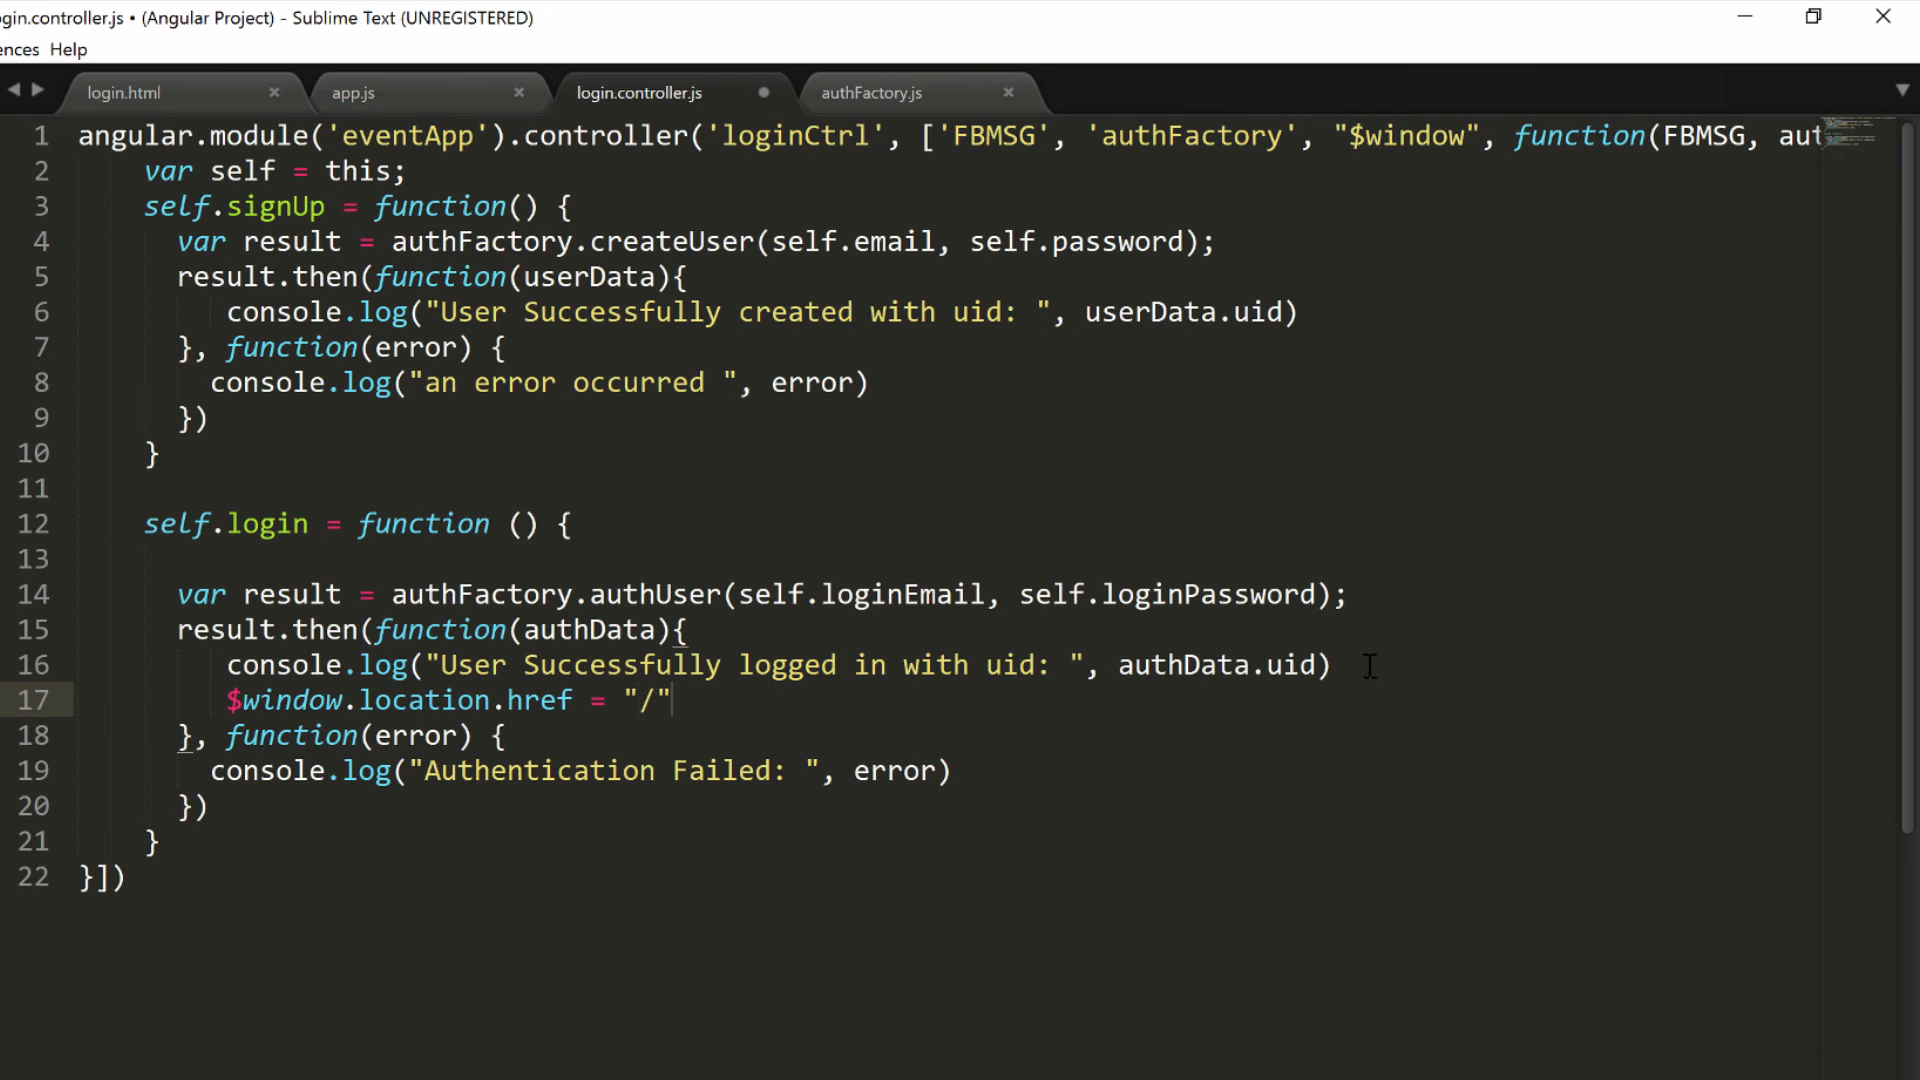 gin.controller.js • (Angular Project) - Sublime Text (UNREGISTERED)
ences Help
login.html app.js login.controller.js authFactory.js
1 angular.module('eventApp').controller('loginCtrl', ['FBMSG', 'authFactory', "$window", function(FBMSG, aut
2 var self = this;
3 self.signUp = function() {
4 var result = authFactory.createUser(self.email, self.password);
5 result.then(function(userData){
6 console.log("User Successfully created with uid: ", userData.uid)
7 }, function(error) {
8 console.log("an error occurred ", error)
9 })
10 }
11
12 self.login = function () {
13
14 var result = authFactory.authUser(self.loginEmail, self.loginPassword);
15 result.then(function(authData){
16 console.log("User Successfully logged in with uid: ", authData.uid)
17 $window.location.href = "/"
18 }, function(error) {
19 console.log("Authentication Failed: ", error)
20 })
21 }
22 }])